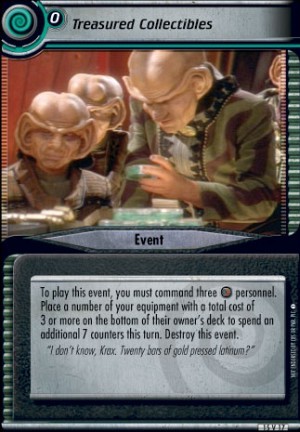 0
Treasured Collectibles
Event
To play this event, you must command three personnel.
Place a number of your equipment with a total cost of
3 or more on the bottom of their owner's deck to spend an
additional 7 counters this turn. Destroy this event.
"I don't know, Krax. Twenty bars of gold pressed latinum?"
15 V 17